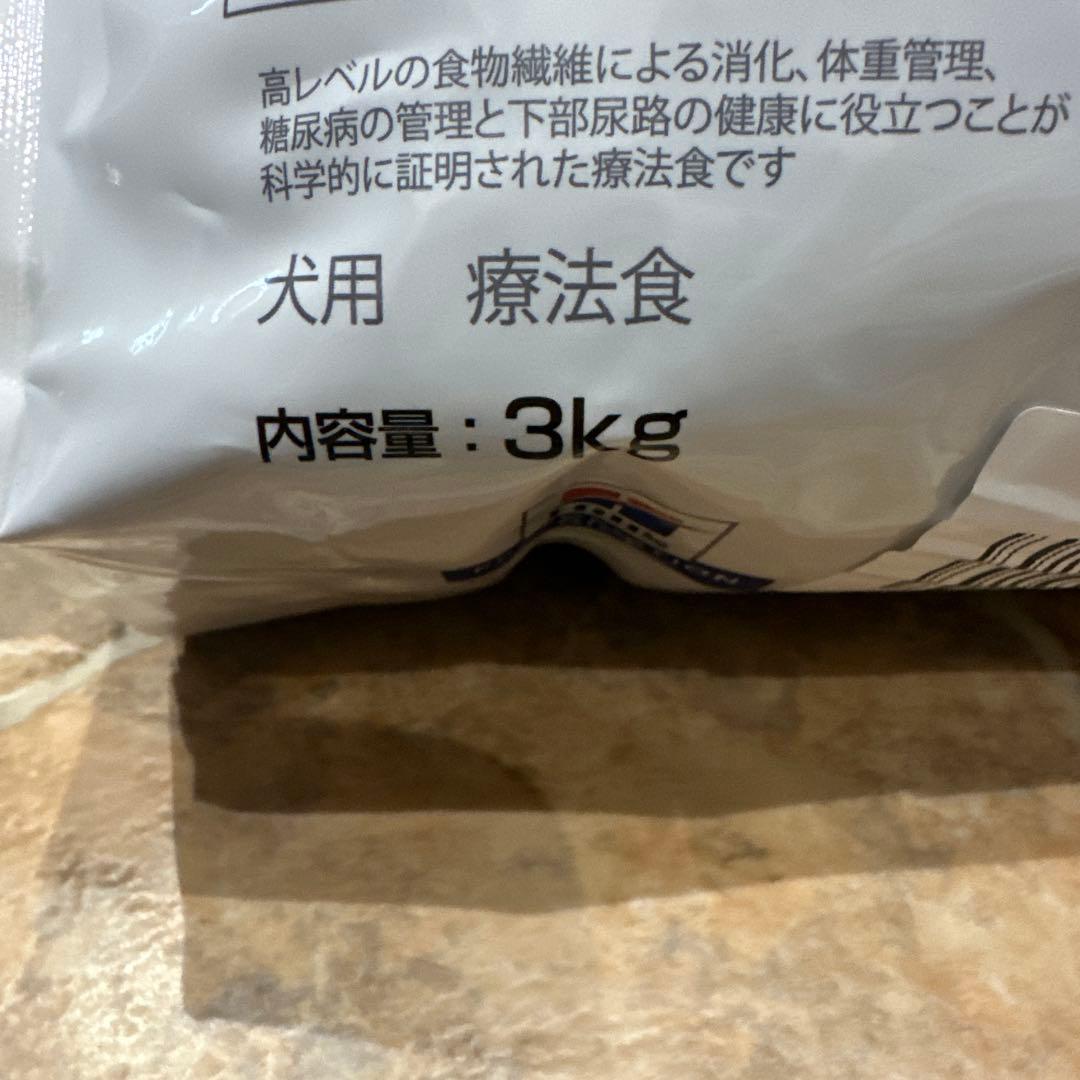 高レベルの食物繊維による消化、体重管理、
糖尿病の管理と下部尿路の健康に役立つことが
科学的に証明された療法食です
犬用 療法食
内容量：3kg